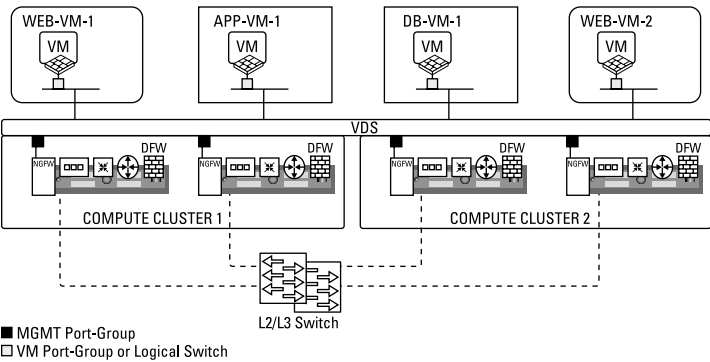 WEB-VM-1 APP-VM-1 DB-VM-1 WEB-VM-2
VM VM VM VM
VDS
NGFW DFW NGFW DFW NGFW DFW NGFW DFW
COMPUTE CLUSTER 1 COMPUTE CLUSTER 2
L2/L3 Switch
MGMT Port-Group
VM Port-Group or Logical Switch